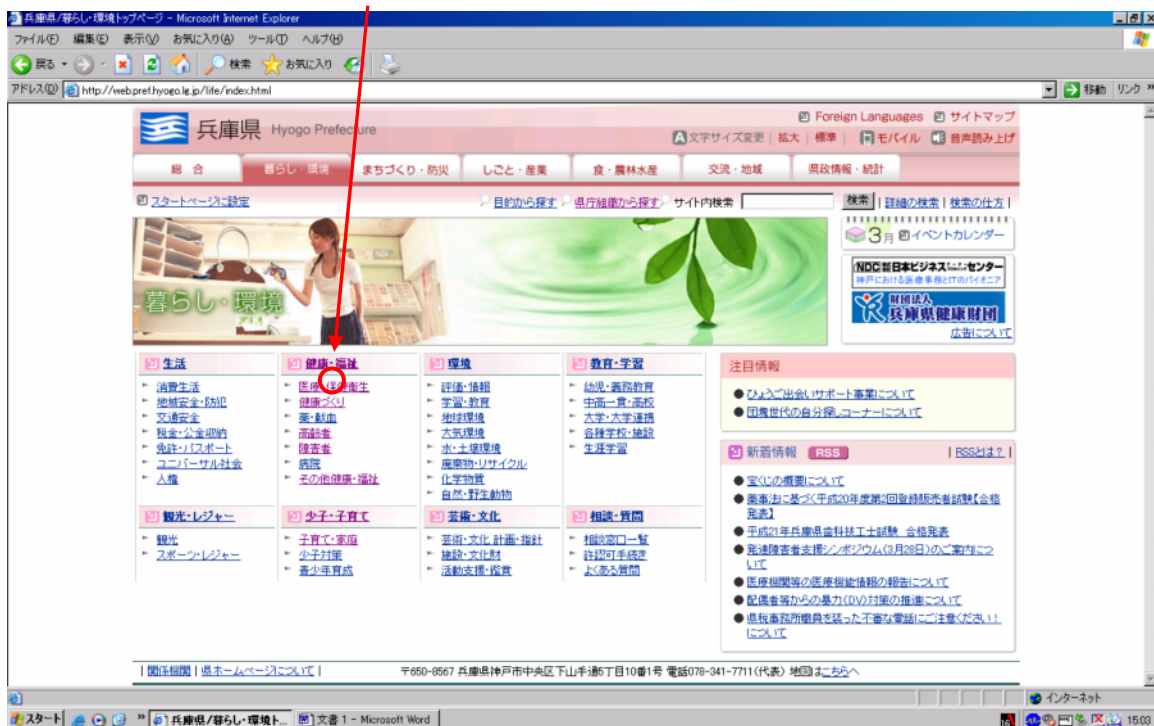 兵庫県/暮らし・環境トップページ - Microsoft Internet Explorer
ファイル(F) 編集(E) 表示(V) お気に入り(A) ツール(T) ヘルプ(H)
戻る 検索 お気に入り
アドレス(D) http://web.pref.hyogo.lg.jp/life/index.html 移動 リンク »
兵庫県 Hyogo Prefecture
Foreign Languages サイトマップ
A 文字サイズ変更 | 拡大 | 標準 | モバイル 音声読み上げ
総合 暮らし・環境 まちづくり・防災 しごと・産業 食・農林水産 交流・地域 県政情報・統計
スタートページに設定 目的から探す 県庁組織から探す サイト内検索 検索 | 詳細の検索 | 検索の仕方 |
3月 イベントカレンダー
暮らし・環境
NDC 日本ビジネス センター
神戸における医療事務とITのパイオニア
財団法人
兵庫県健康財団
広告について
生活
消費生活
地域安全・防犯
交通安全
税金・公金収納
免許・パスポート
ユニバーサル社会
人権
健康・福祉
医療・保健衛生
健康づくり
薬・献血
高齢者
障害者
病院
その他健康・福祉
環境
評価・情報
学習・教育
地球環境
大気環境
水・土壌環境
廃棄物・リサイクル
化学物質
自然・野生動物
教育・学習
幼児・義務教育
中高一貫・高校
大学・大学連携
各種学校・施設
生涯学習
観光・レジャー
観光
スポーツ・レジャー
少子・子育て
子育て・家庭
少子対策
青少年育成
芸術・文化
芸術・文化 計画・指針
施設・文化財
活動支援・鑑賞
相談・質問
相談窓口一覧
許認可手続き
よくある質問
注目情報
●ひょうご出会いサポート事業について
●団塊世代の自分探しコーナーについて
新着情報 RSS | RSSとは? |
●宝くじの概要について
●薬事法に基づく平成20年度第2回登録販売者試験【合格
発表】
●平成21年兵庫県歯科技工士試験 合格発表
●発達障害者支援シンポジウム(3月28日)のご案内につ
いて
●医療機関等の医療機能情報の報告について
●配偶者等からの暴力(DV)対策の推進について
●県税事務所職員を装った不審な電話にご注意ください!
について
| 関係機関 | 県ホームページについて | 〒650-8567 兵庫県神戸市中央区下山手通5丁目10番1号 電話078-341-7711(代表) 地図はこちらへ
インターネット
スタート » 兵庫県/暮らし・環境ト... 文書 1 - Microsoft Word 15:03